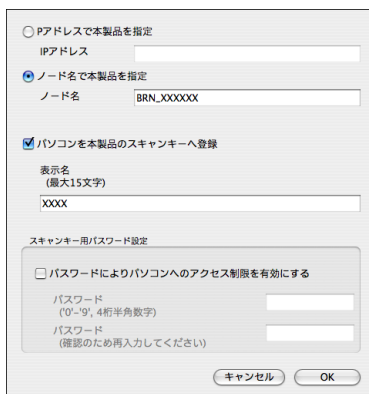 Pアドレスで本製品を指定
IPアドレス
ノード名で本製品を指定
ノード名 BRN_XXXXXX
パソコンを本製品のスキャンキーへ登録
表示名
(最大15文字)
XXXX
スキャンキー用パスワード設定
パスワードによりパソコンへのアクセス制限を有効にする
パスワード
('0'-'9', 4桁半角数字)
パスワード
(確認のため再入力してください)
キャンセル OK